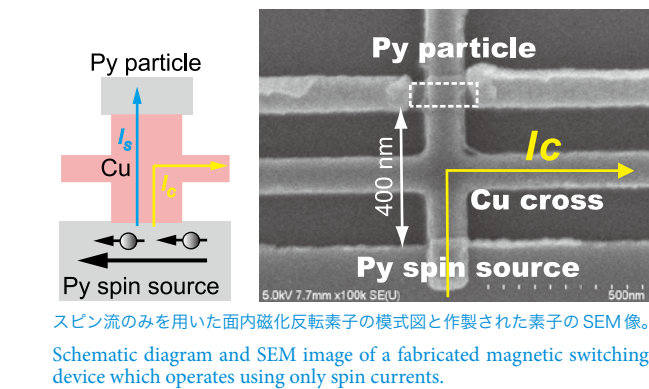 Py particle
Is
Cu
Ic
Py spin source
Py particle
400 nm
Ic
Cu cross
Py spin source
5.0kV 7.7mm x100k SE(U)
500nm
スピン流のみを用いた面内磁化反転素子の模式図と作製された素子の SEM 像。
Schematic diagram and SEM image of a fabricated magnetic switching
device which operates using only spin currents.